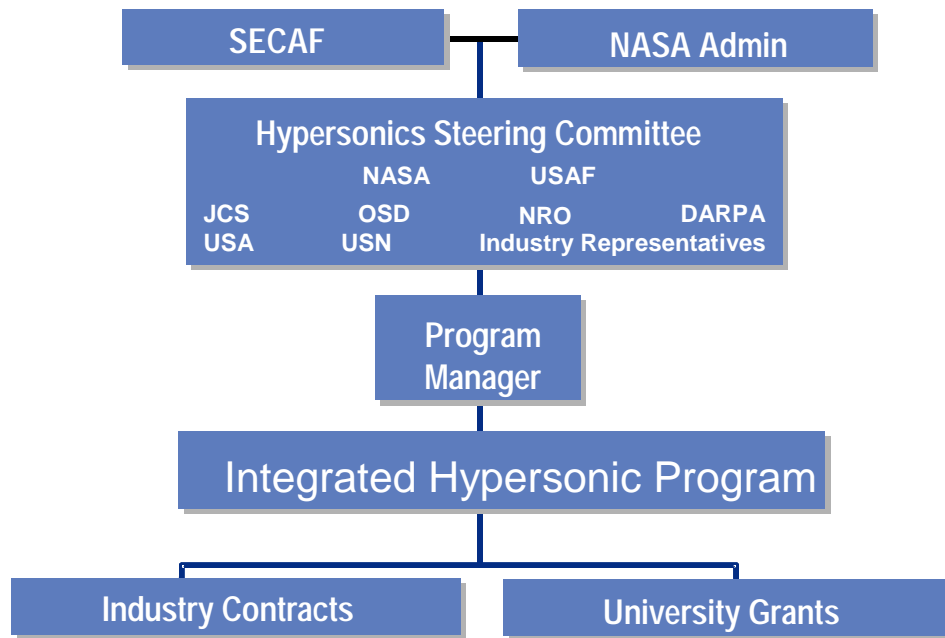 SECAF
NASA Admin
Hypersonics Steering Committee
NASA USAF
JCS OSD NRO DARPA
USA USN Industry Representatives
Program
Manager
Integrated Hypersonic Program
Industry Contracts
University Grants